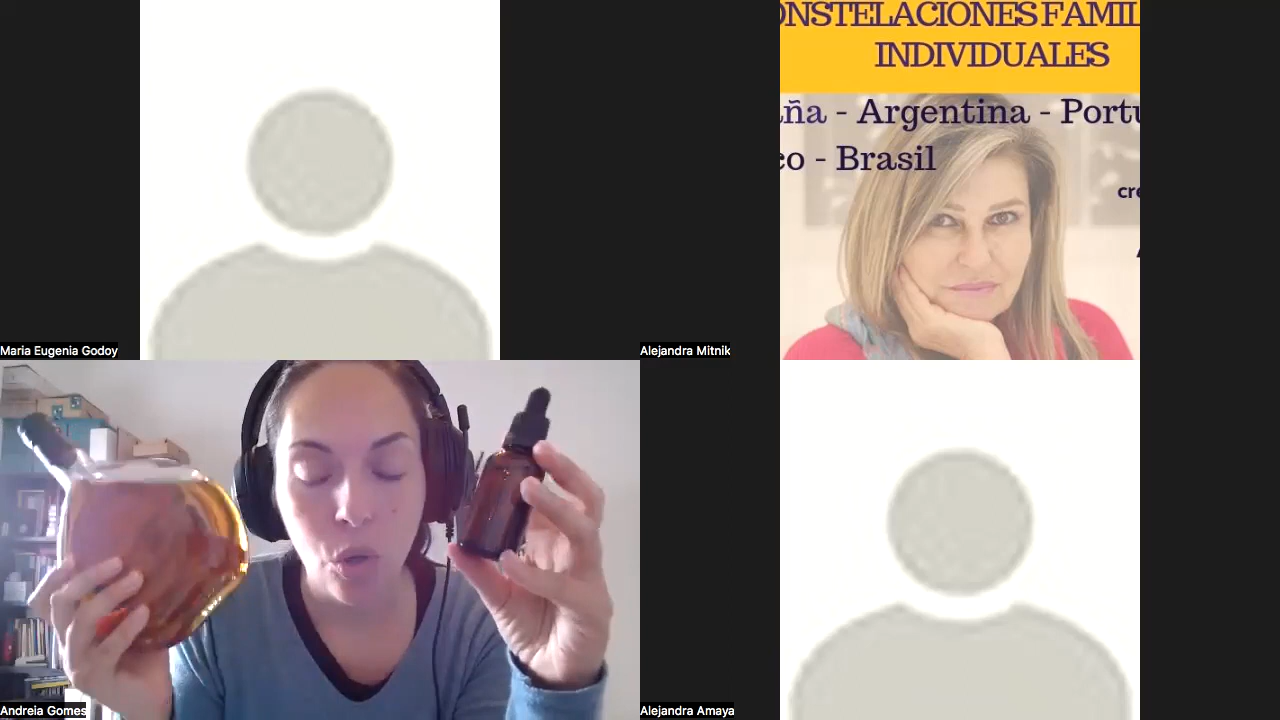 ONSTELACIONES FAMIL
INDIVIDUALES
ña - Argentina - Portu
co - Brasil
cre
Maria Eugenia Godoy
Alejandra Mitnik
Andreia Gomes
Alejandra Amaya